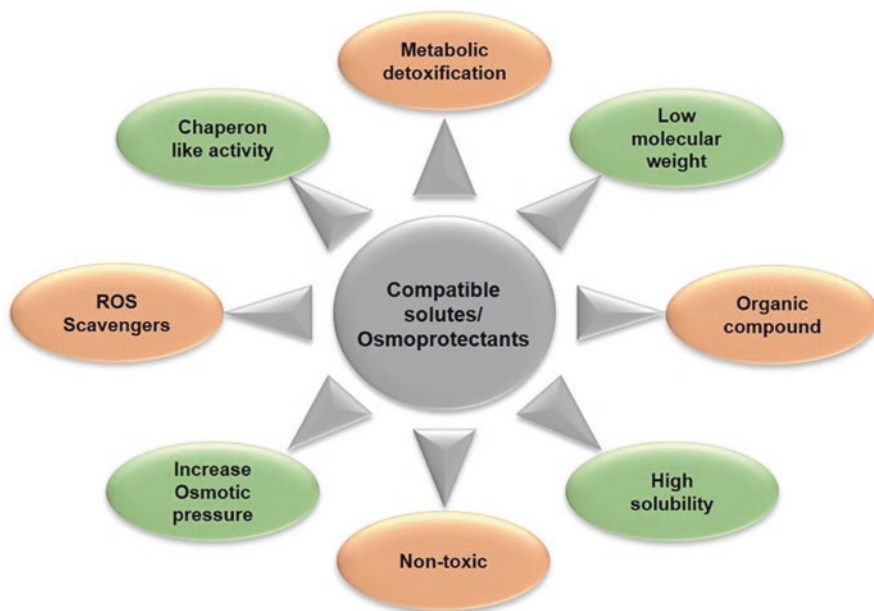 Metabolic
detoxification
Chaperon
like activity
Low
molecular
weight
Compatible
solutes/
Osmoprotectants
ROS
Scavengers
Organic
compound
Increase
Osmotic
pressure
High
solubility
Non-toxic